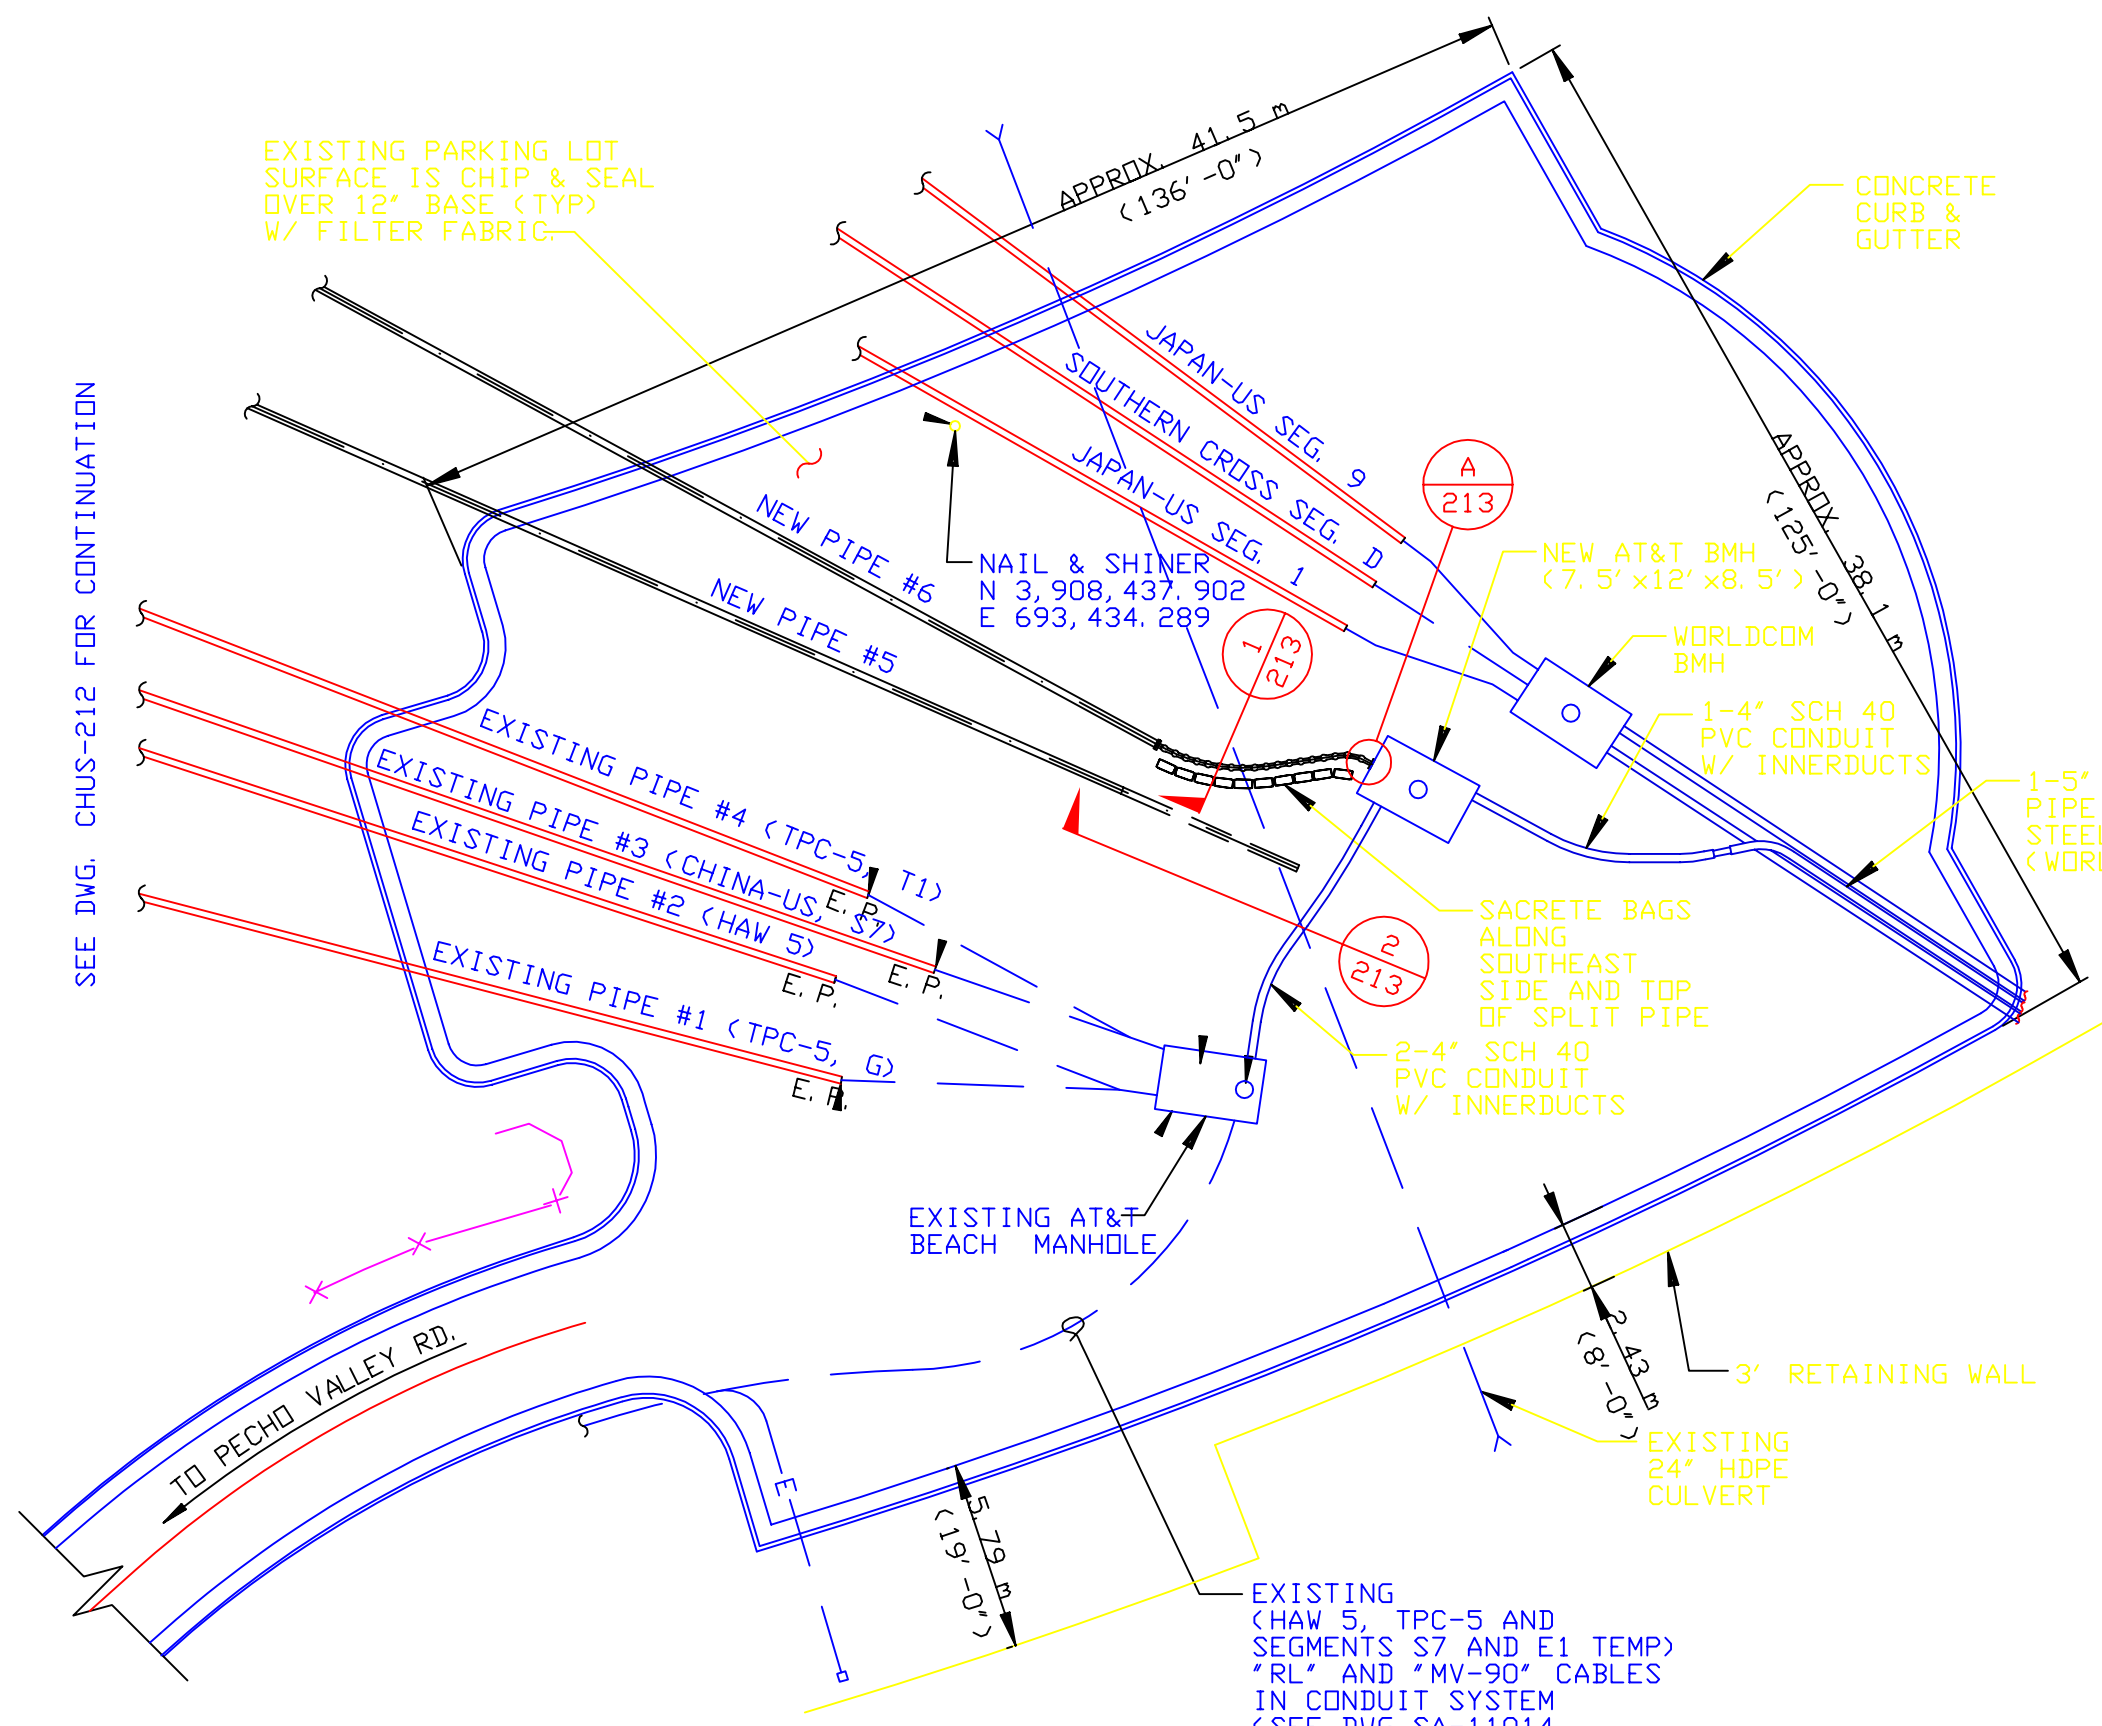 APPROX. 41.5 m
(136'-0")
EXISTING PARKING LOT
SURFACE IS CHIP & SEAL
OVER 12" BASE (TYP)
W/ FILTER FABRIC.
CONCRETE
CURB &
GUTTER
JAPAN-US SEG. 9
SOUTHERN CROSS SEG. D
JAPAN-US SEG. 1
APPROX. 38.1 m
(125'-0")
A
213
NEW PIPE #6
NEW PIPE #5
NAIL & SHINER
N 3,908,437.902
E 693,434.289
NEW AT&T BMH
(7.5'x12'x8.5')
1
213
WORLDCOM
BMH
1-4" SCH 40
PVC CONDUIT
W/ INNERDUCTS
1-5"
PIPE
SEE DWG. CHUS-212 FOR CONTINUATION
EXISTING PIPE #4 (TPC-5, T1)
E.P.
EXISTING PIPE #3 (CHINA-US, S7)
E.P.
EXISTING PIPE #2 (HAW 5)
E.P.
EXISTING PIPE #1 (TPC-5, G)
E.P.
SACRETE BAGS
ALONG
SOUTHEAST
SIDE AND TOP
OF SPLIT PIPE
2
213
2-4" SCH 40
PVC CONDUIT
W/ INNERDUCTS
EXISTING AT&T
BEACH MANHOLE
TO PECHO VALLEY RD.
2.43 m
(8'-0")
3' RETAINING WALL
EXISTING
24" HDPE
CULVERT
E
5.79 m
(19'-0")
EXISTING
(HAW 5, TPC-5 AND
SEGMENTS S7 AND E1 TEMP)
"RL" AND "MV-90" CABLES
IN CONDUIT SYSTEM
(SEE DWG SA-11014